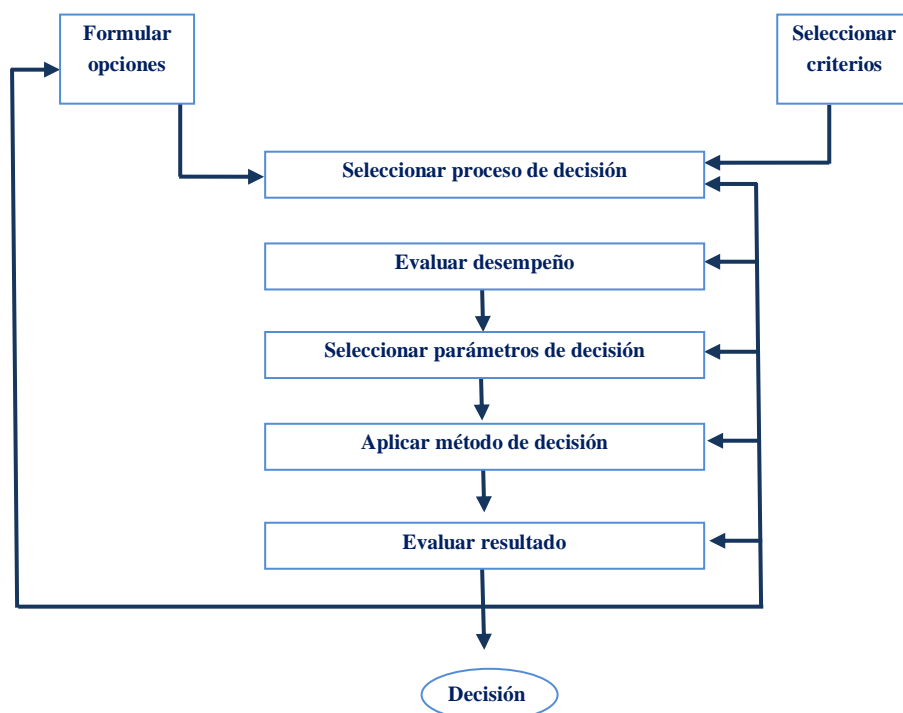 Formular
opciones
Seleccionar
criterios
Seleccionar proceso de decisión
Evaluar desempeño
Seleccionar parámetros de decisión
Aplicar método de decisión
Evaluar resultado
Decisión